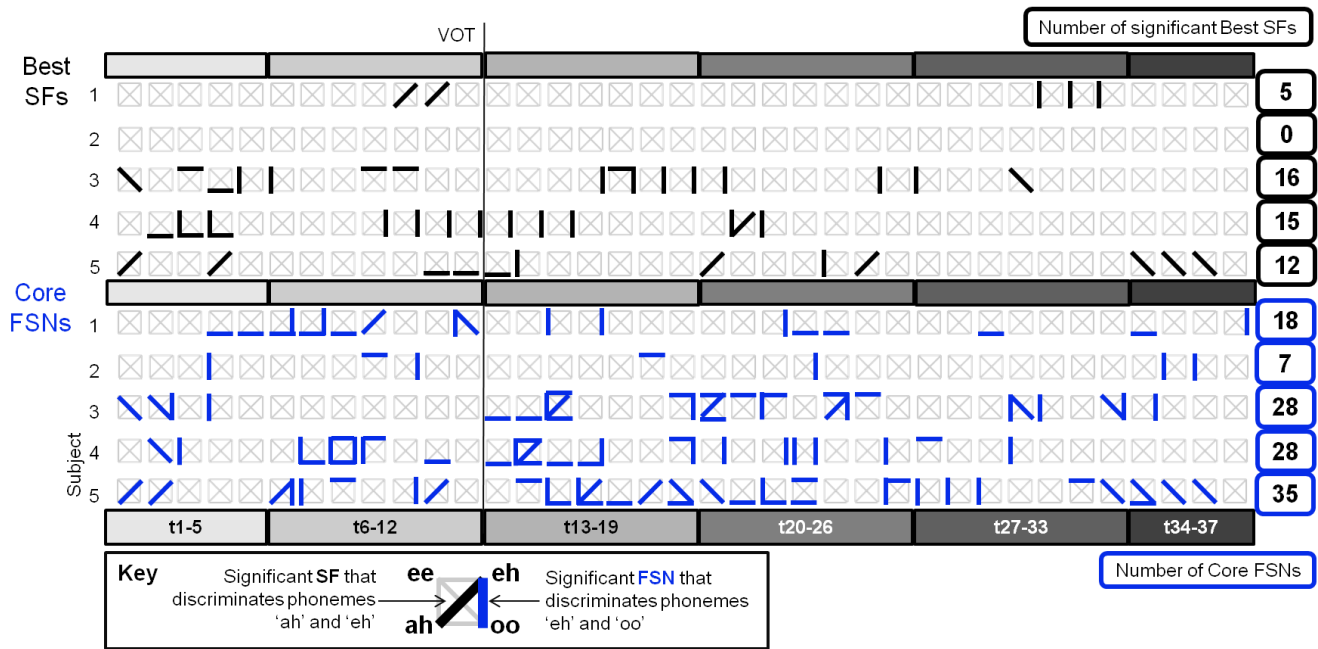 VOT
Number of significant Best SFs
Best
SFs
1
5
2
0
3
16
4
15
5
12
Core
FSNs
1
18
2
7
3
28
4
28
5
35
Subject
t1-5
t6-12
t13-19
t20-26
t27-33
t34-37
Key
Significant SF that
discriminates phonemes
'ah' and 'eh'
ee
eh
ah
oo
Significant FSN that
discriminates phonemes
'eh' and 'oo'
Number of Core FSNs